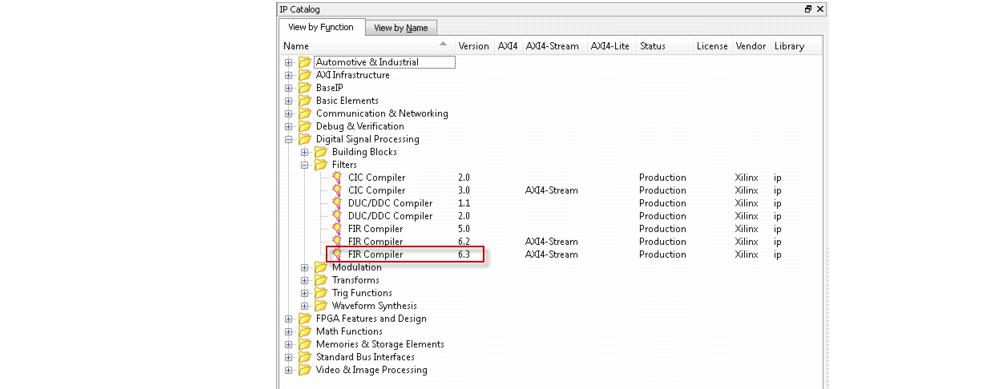 IP Catalog
View by Function View by Name
Name Version AXI4 AXI4-Stream AXI4-Lite Status License Vendor Library
Automotive & Industrial
AXI Infrastructure
BaseIP
Basic Elements
Communication & Networking
Debug & Verification
Digital Signal Processing
Building Blocks
Filters
CIC Compiler 2.0 Production Xilinx ip
CIC Compiler 3.0 AXI4-Stream Production Xilinx ip
DUC/DDC Compiler 1.1 Production Xilinx ip
DUC/DDC Compiler 2.0 Production Xilinx ip
FIR Compiler 5.0 Production Xilinx ip
FIR Compiler 6.2 AXI4-Stream Production Xilinx ip
FIR Compiler 6.3 AXI4-Stream Production Xilinx ip
Modulation
Transforms
Trig Functions
Waveform Synthesis
FPGA Features and Design
Math Functions
Memories & Storage Elements
Standard Bus Interfaces
Video & Image Processing